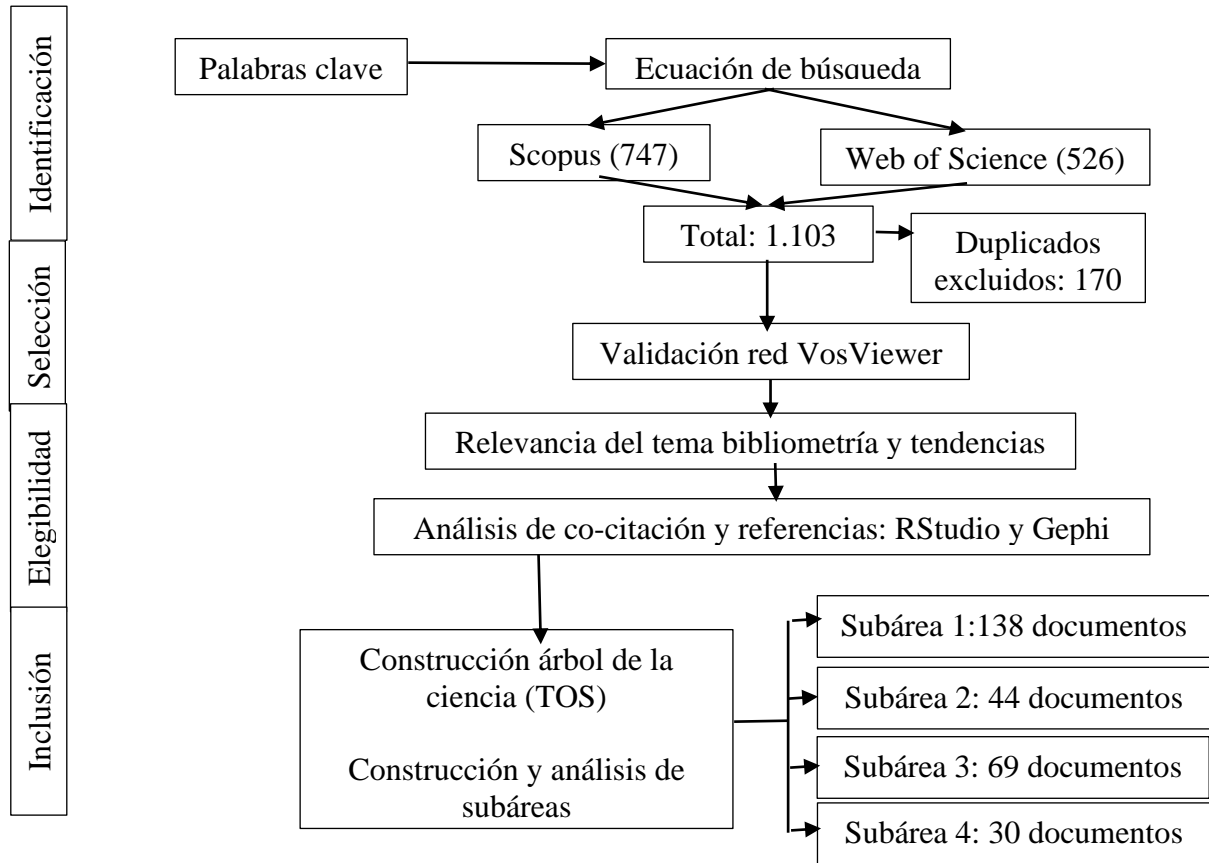 Identificación
Palabras clave
Ecuación de búsqueda
Scopus (747)
Web of Science (526)
Total: 1.103
Duplicados
excluidos: 170
Selección
Validación red VosViewer
Elegibilidad
Relevancia del tema bibliometría y tendencias
Análisis de co-citación y referencias: RStudio y Gephi
Inclusión
Construcción árbol de la
ciencia (TOS)
Construcción y análisis de
subáreas
Subárea 1:138 documentos
Subárea 2: 44 documentos
Subárea 3: 69 documentos
Subárea 4: 30 documentos